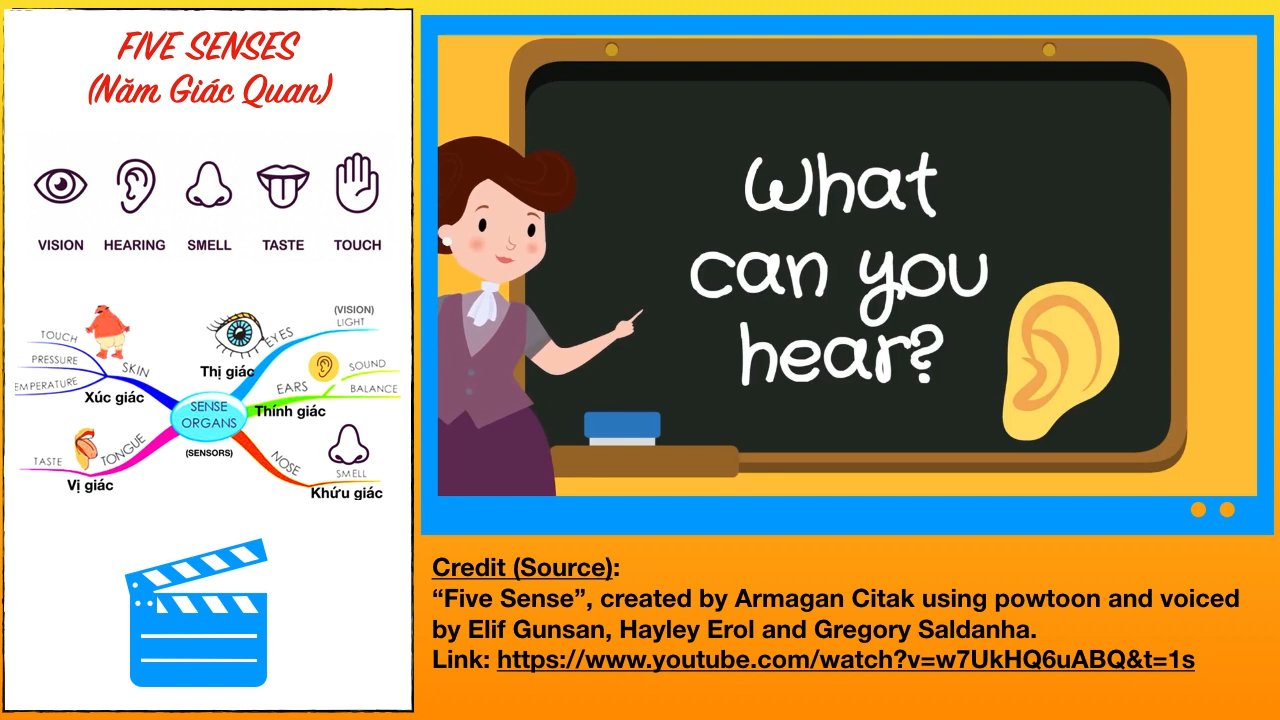 FIVE SENSES
(Năm Giác Quan)
VISION HEARING SMELL TASTE TOUCH
TOUCH
PRESSURE
EMPERATURE
SKIN
Xúc giác
EYES
(VISION)
LIGHT
Thị giác
EARS
SOUND
BALANCE
Thính giác
SENSE
ORGANS
(SENSORS)
TASTE
TONGUE
Vị giác
NOSE
SMELL
Khứu giác
What
can you
hear?
Credit (Source):
“Five Sense”, created by Armagan Citak using powtoon and voiced
by Elif Gunsan, Hayley Erol and Gregory Saldanha.
Link: https://www.youtube.com/watch?v=w7UkHQ6uABQ&t=1s